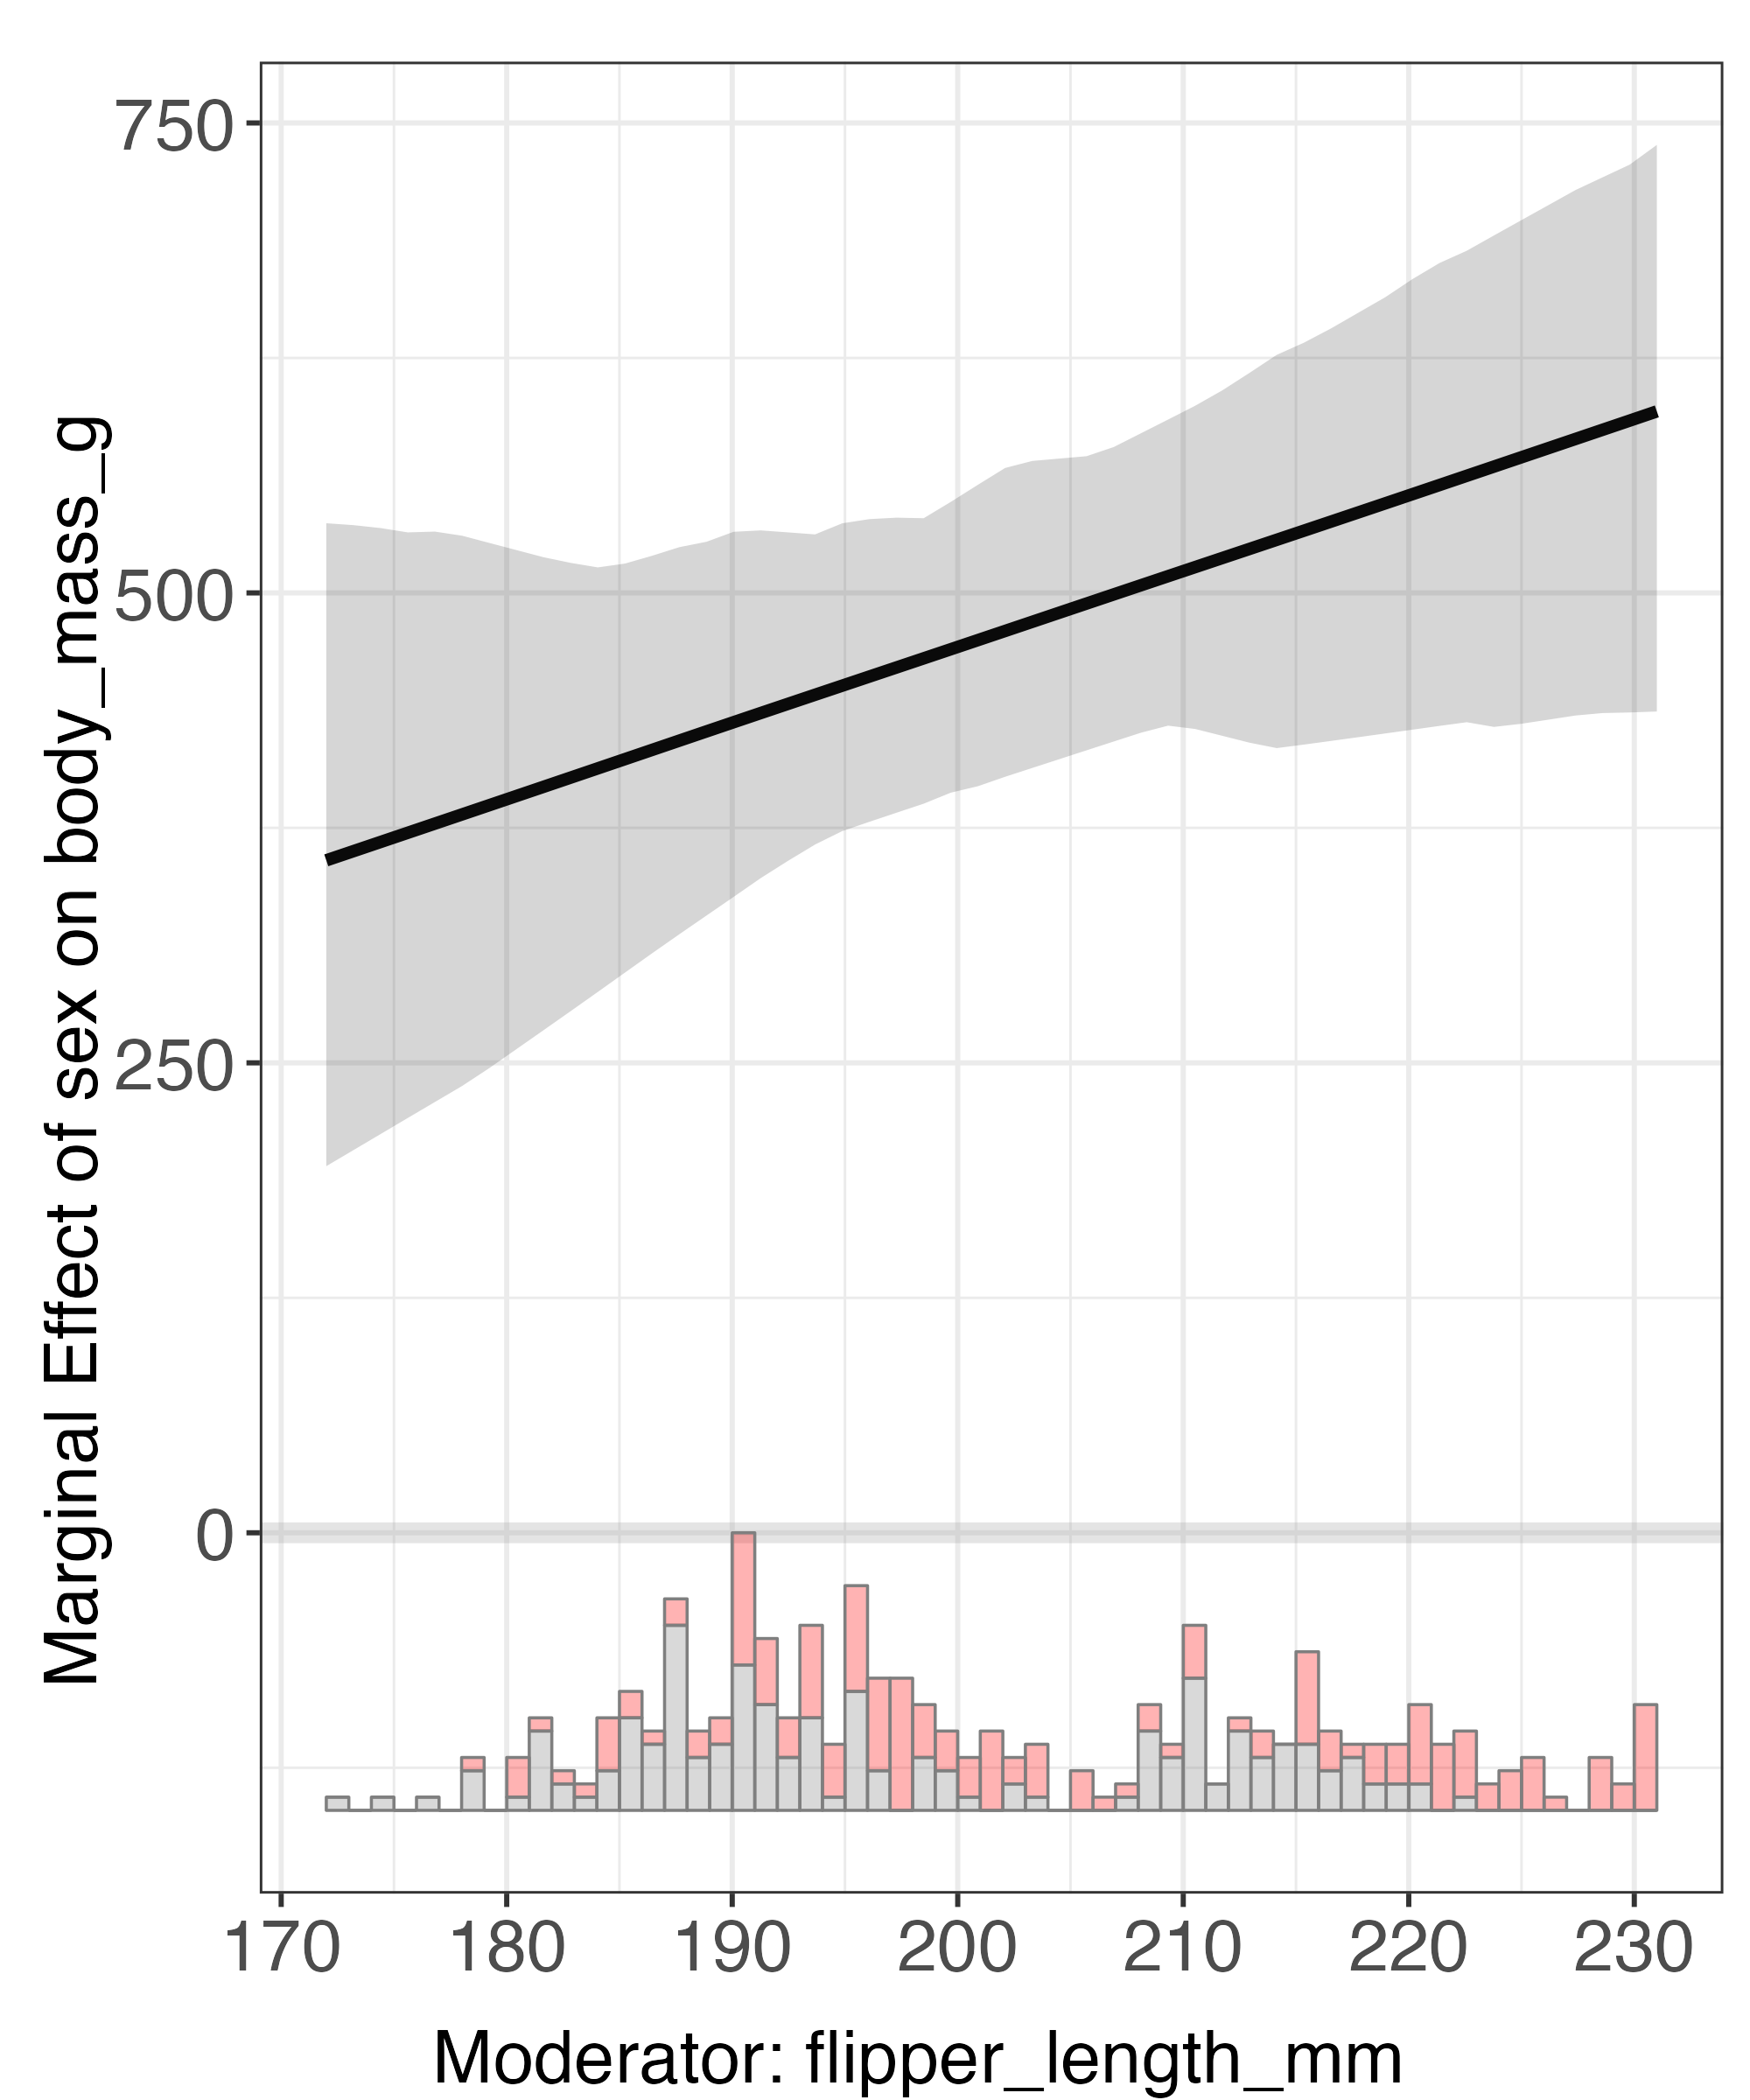 Marginal Effect of sex on body_mass_g
750
500
250
0
170 180 190 200 210 220 230
Moderator: flipper_length_mm